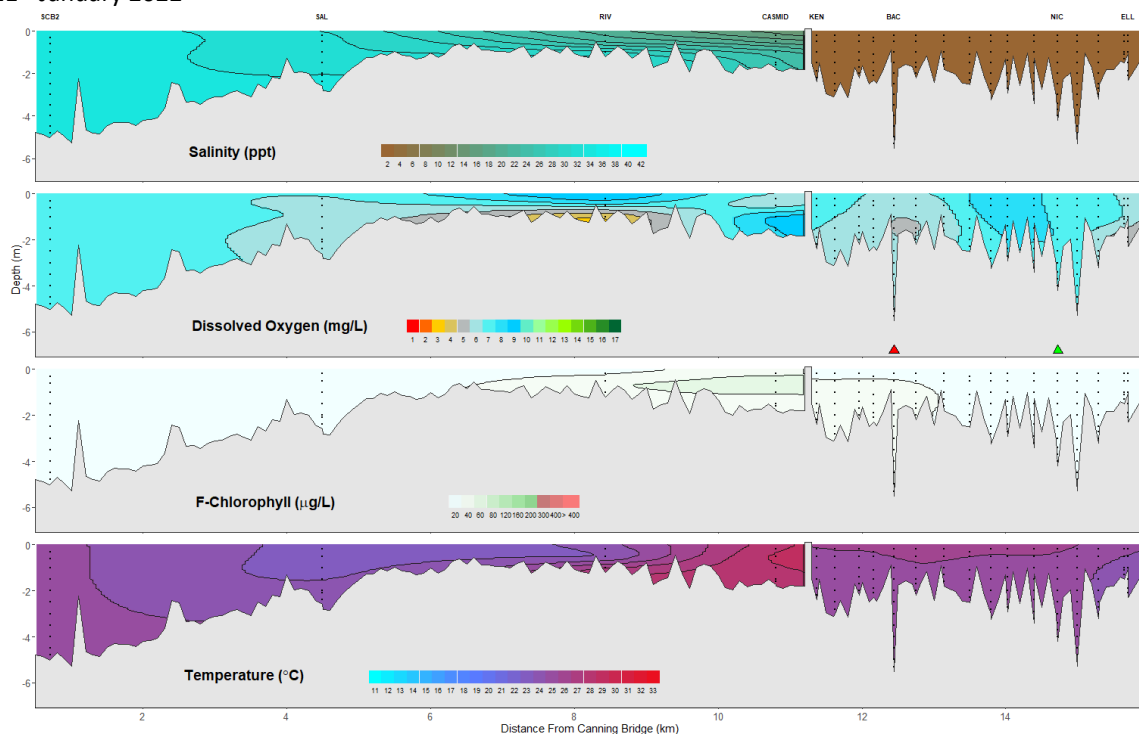 SCB2 SAL RIV CASMID KEN BAC NIC ELL
0
-2
-4
-6
Salinity (ppt)
2 4 6 8 10 12 14 16 18 20 22 24 26 28 30 32 34 36 38 40 42
0
-2
-4
-6
Depth (m)
Dissolved Oxygen (mg/L)
1 2 3 4 5 6 7 8 9 10 11 12 13 14 15 16 17
0
-2
-4
-6
F-Chlorophyll (μg/L)
20 40 60 80 120 160 200 300 400 > 400
0
-2
-4
-6
Temperature (°C)
11 12 13 14 15 16 17 18 19 20 21 22 23 24 25 26 27 28 29 30 31 32 33
2 4 6 8 10 12 14
Distance From Canning Bridge (km)